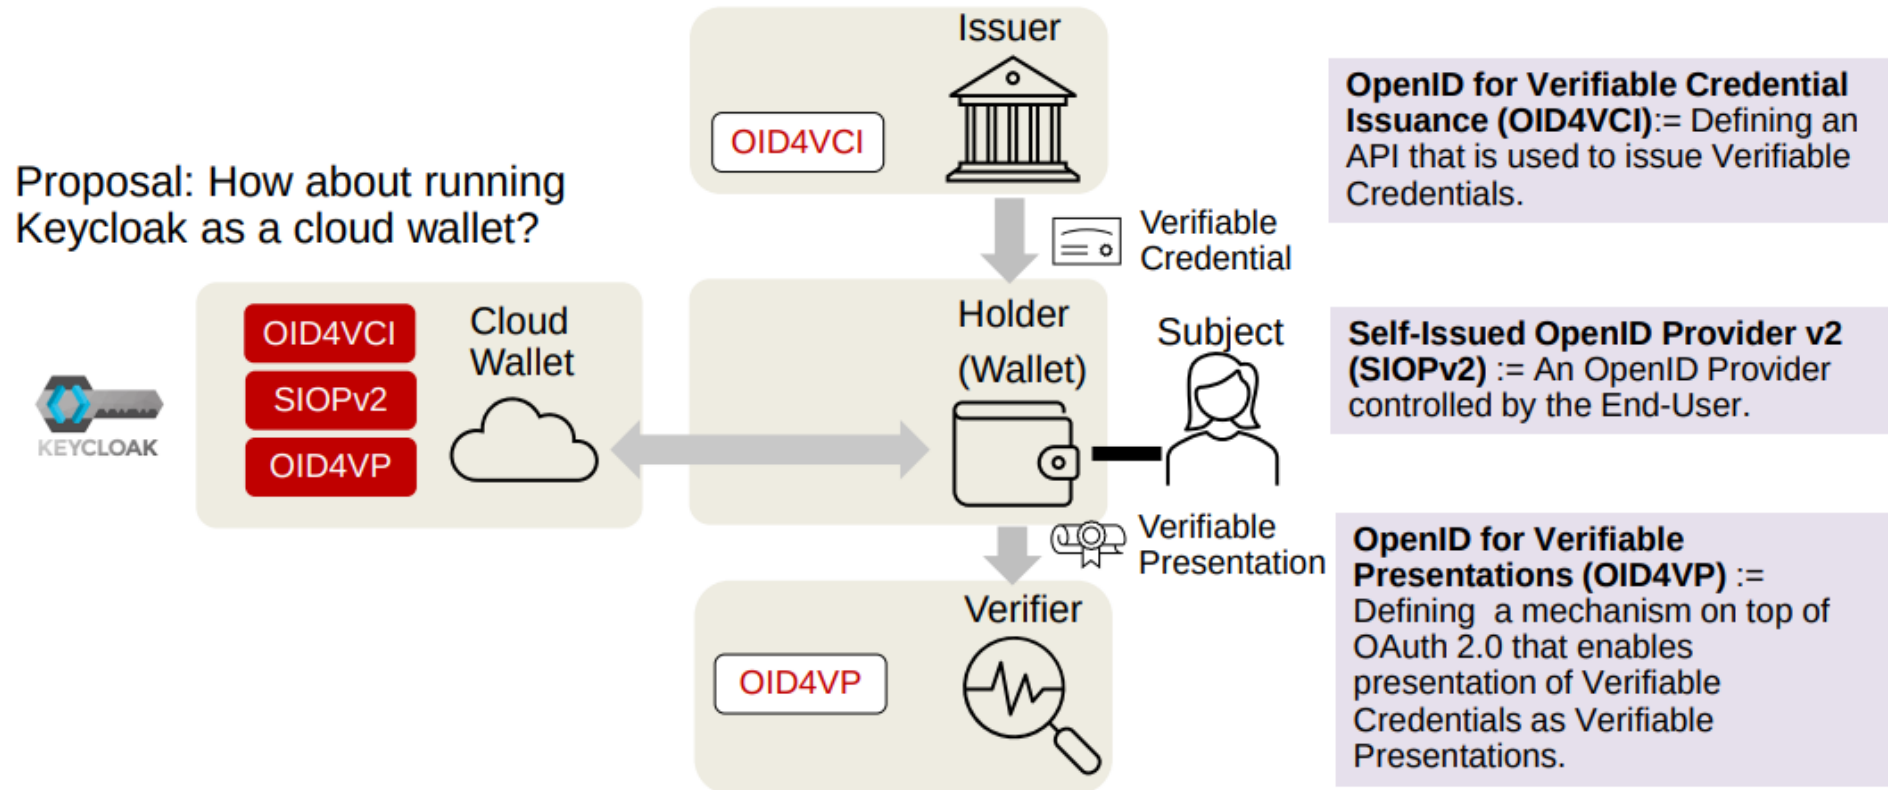 Issuer
OID4VCI
Proposal: How about running
Keycloak as a cloud wallet?
Verifiable
Credential
OpenID for Verifiable Credential
Issuance (OID4VCI):= Defining an
API that is used to issue Verifiable
Credentials.
KEYCLOAK
OID4VCI
SIOPv2
OID4VP
Cloud
Wallet
Holder
(Wallet)
Subject
Self-Issued OpenID Provider v2
(SIOPv2) := An OpenID Provider
controlled by the End-User.
Verifiable
Presentation
Verifier
OID4VP
OpenID for Verifiable
Presentations (OID4VP) :=
Defining  a mechanism on top of
OAuth 2.0 that enables
presentation of Verifiable
Credentials as Verifiable
Presentations.